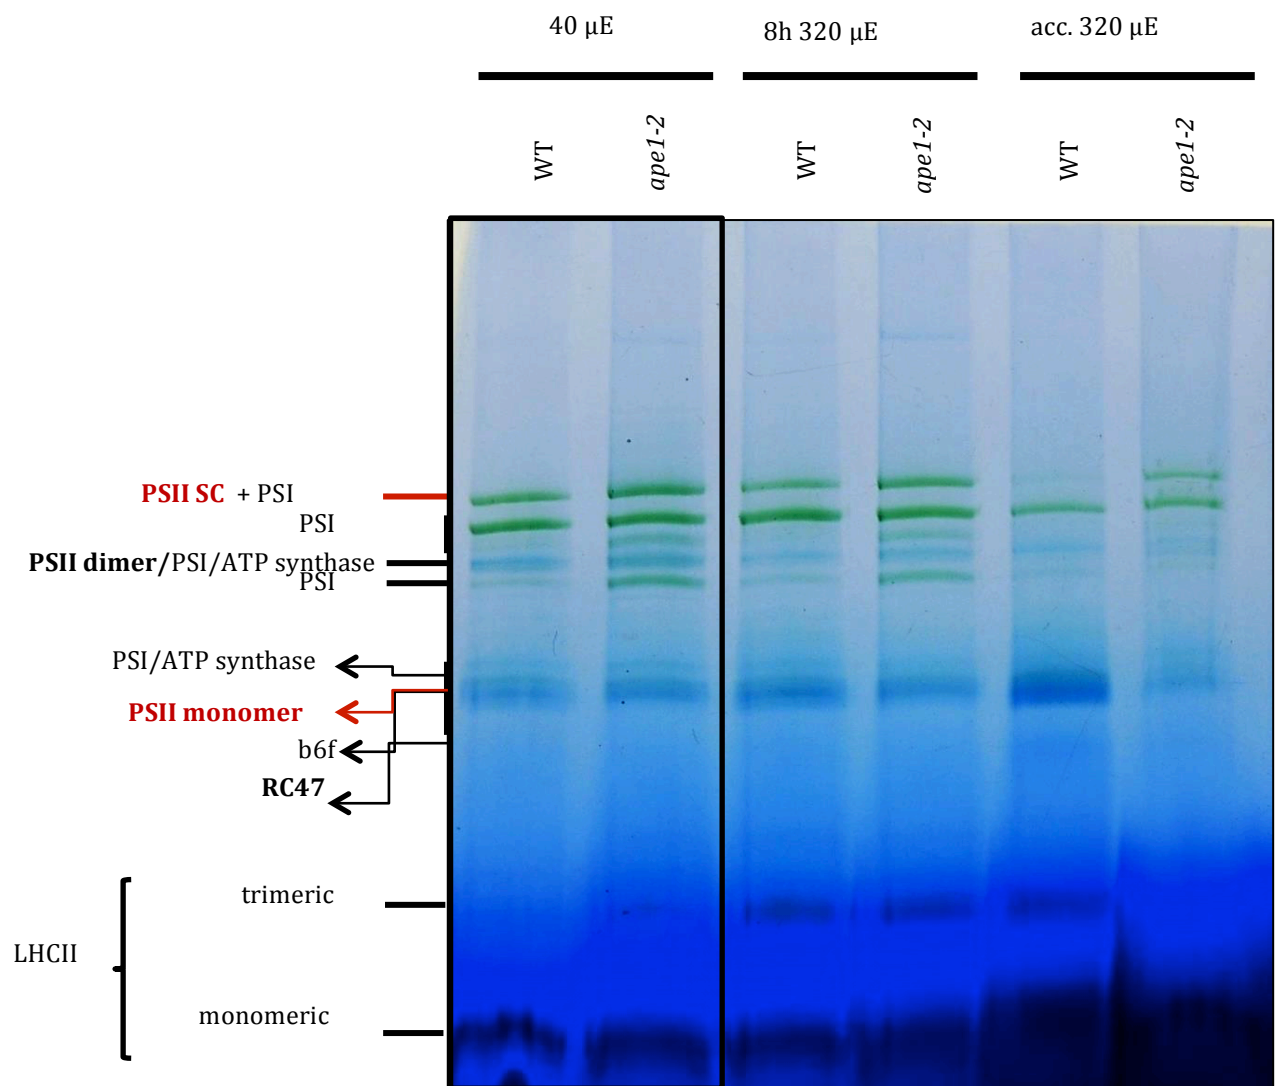 40 μE
8h 320 μE
acc. 320 μE
WT
ape1-2
WT
ape1-2
WT
ape1-2
PSII SC + PSI
PSI
PSII dimer/PSI/ATP synthase
PSI
PSI/ATP synthase
PSII monomer
b6f
RC47
trimeric
LHCII
monomeric